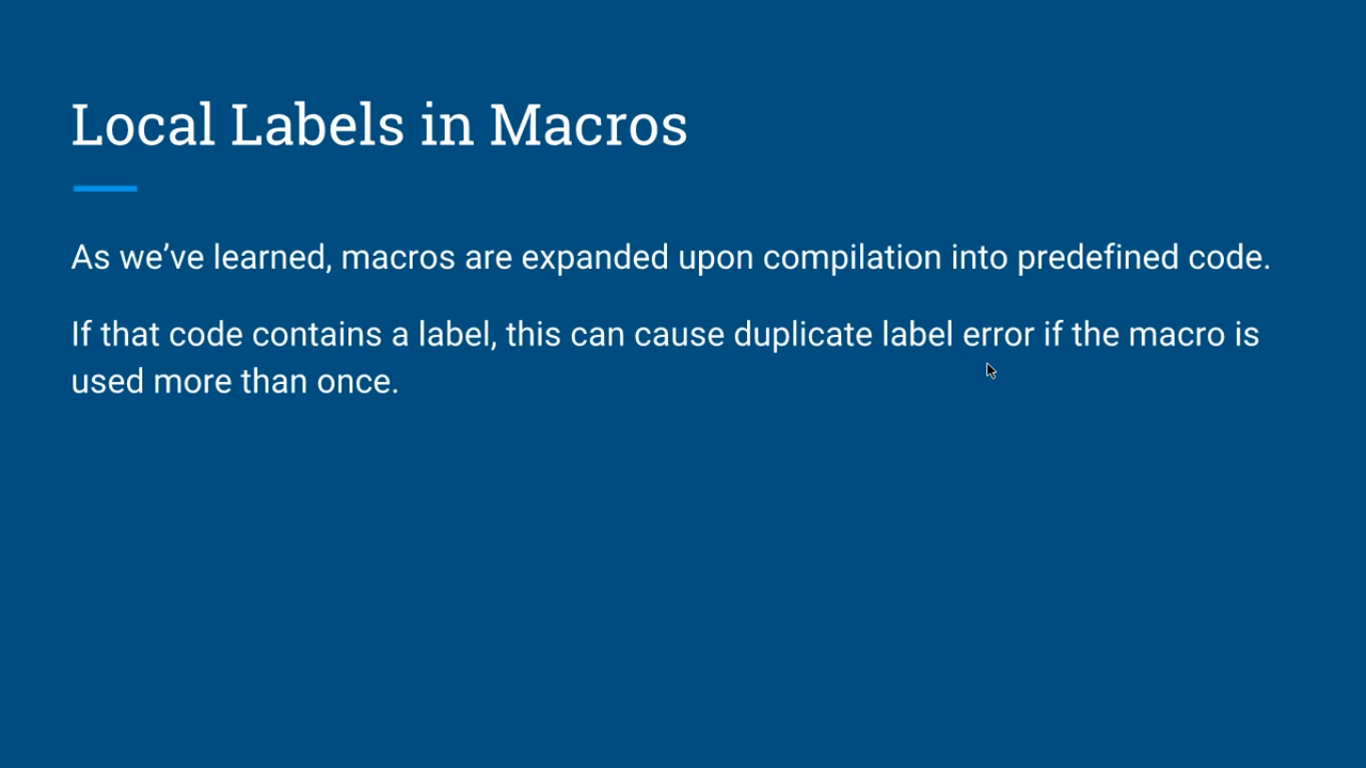 Local Labels in Macros
As we’ve learned, macros are expanded upon compilation into predefined code.
If that code contains a label, this can cause duplicate label error if the macro is
used more than once.